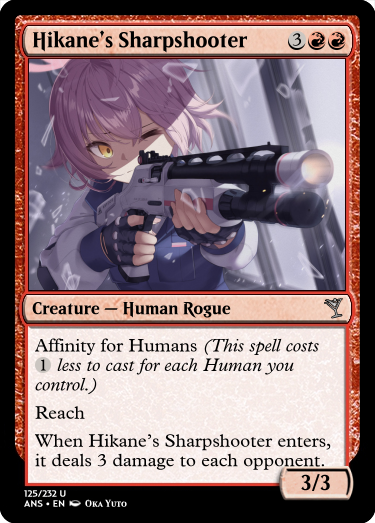 Hikane's Sharpshooter 3
Creature — Human Rogue
Affinity for Humans (This spell costs
1 less to cast for each Human you
control.)
Reach
When Hikane's Sharpshooter enters,
it deals 3 damage to each opponent.
3/3
125/232 U
ANS • EN Oka Yuto